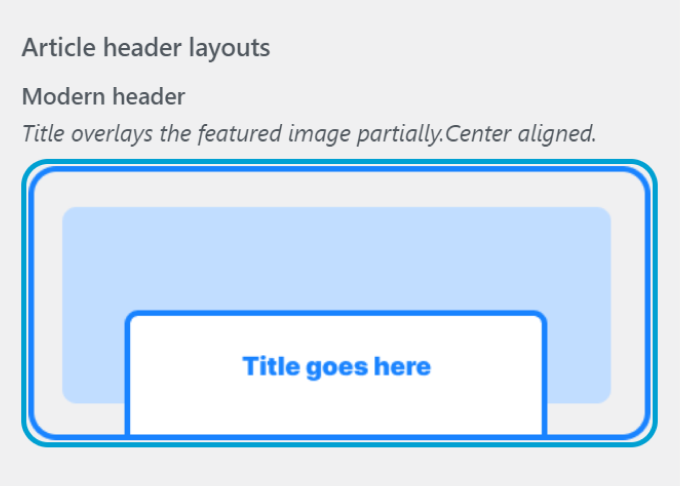 Article header layouts
Modern header
Title overlays the featured image partially.Center aligned.
Title goes here